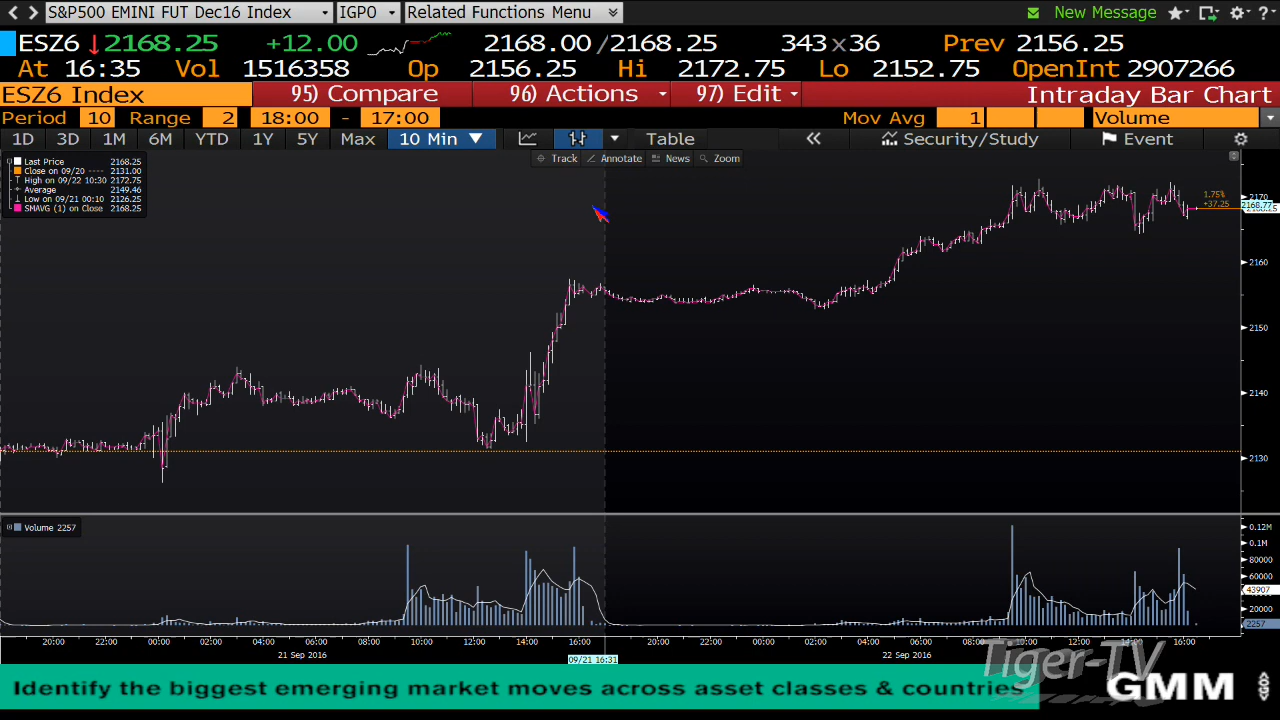 S&P500 EMINI FUT Dec16 Index IGPO Related Functions Menu New Message
ESZ6 2168.25 +12.00 2168.00/2168.25 343x36 Prev 2156.25
At 16:35 Vol 1516358 Op 2156.25 Hi 2172.75 Lo 2152.75 OpenInt 2907266
ESZ6 Index 95) Compare 96) Actions 97) Edit Intraday Bar Chart
Period 10 Range 2 18:00 - 17:00 Mov Avg 1 Volume
1D 3D 1M 6M YTD 1Y 5Y Max 10 Min Table Security/Study Event
Track Annotate News Zoom
Last Price 2168.25
Close on 09/20 ---- 2131.00
High on 09/22 10:30 2172.75
Average 2149.46
Low on 09/21 00:10 2126.25
SMAVG (1) on Close 2168.25
1.75%
+37.25
2170
2168.77
2160
2150
2140
2130
Volume 2257
0.12M
0.1M
80000
60000
43907
20000
2257
20:00 22:00 00:00 02:00 04:00 06:00 08:00 10:00 12:00 14:00 16:00 20:00 22:00 00:00 02:00 04:00 06:00 08:00 10:00 12:00 14:00 16:00
21 Sep 2016 09/21 16:31 22 Sep 2016
Tiger-TV
Identify the biggest emerging market moves across asset classes & countries GMM